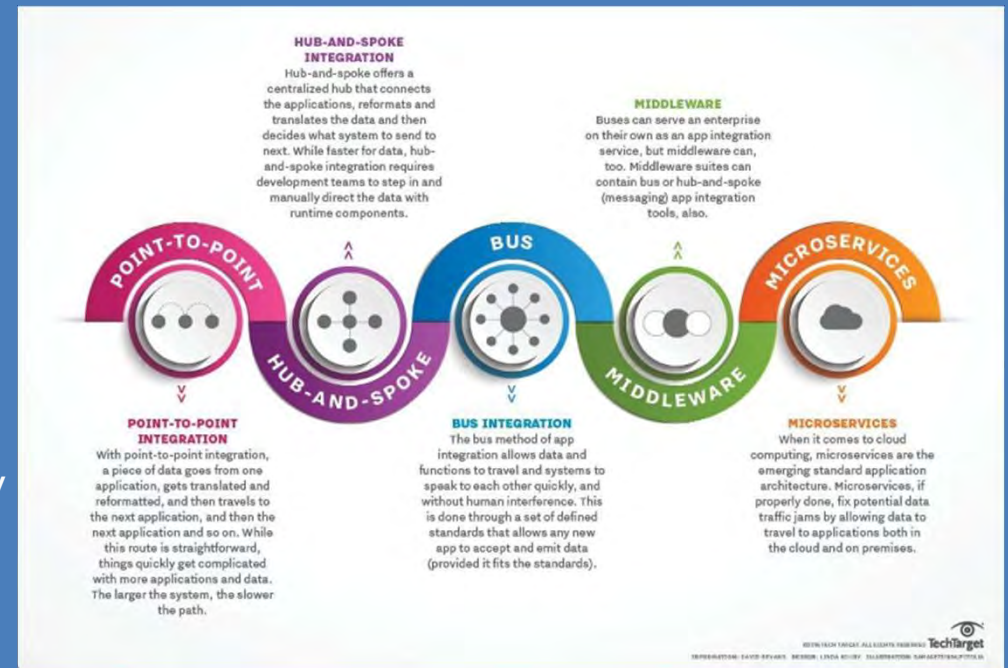 HUB-AND-SPOKE
INTEGRATION
Hub-and-spoke offers a
centralized hub that connects
the applications, reformats and
translates the data and then
decides what system to send to
next. While faster for data, hub-
and-spoke integration requires
development teams to step in and
manually direct the data with
runtime components.
MIDDLEWARE
Buses can serve an enterprise
on their own as an app integration
service, but middleware can,
too. Middleware suites can
contain bus or hub-and-spoke
(messaging) app integration
tools, also.
POINT-TO-POINT
HUB-AND-SPOKE
BUS
MIDDLEWARE
MICROSERVICES
POINT-TO-POINT
INTEGRATION
With point-to-point integration,
a piece of data goes from one
application, gets translated and
reformatted, and then travels to
the next application, and then the
next application and so on. While
this route is straightforward,
things quickly get complicated
with more applications and data.
The larger the system, the slower
the path.
BUS INTEGRATION
The bus method of app
integration allows data and
functions to travel and systems to
speak to each other quickly, and
without human interference. This
is done through a set of defined
standards that allows any new
app to accept and emit data
(provided it fits the standards).
MICROSERVICES
When it comes to cloud
computing, microservices are the
emerging standard application
architecture. Microservices, if
properly done, fix potential data
traffic jams by allowing data to
travel to applications both in
the cloud and on premises.
TECH TARGET. ALL RIGHTS RESERVED
TechTarget